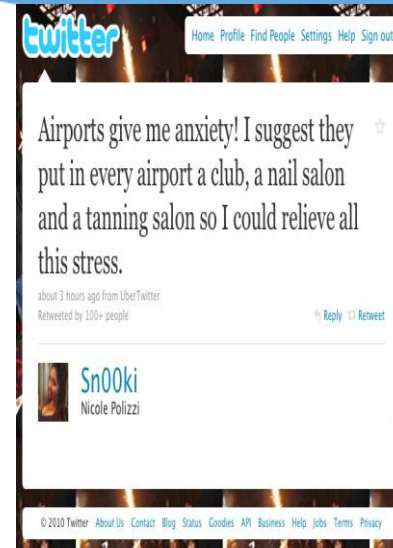 twitter
Home Profile Find People Settings Help Sign out
Airports give me anxiety! I suggest they
put in every airport a club, a nail salon
and a tanning salon so I could relieve all
this stress.
about 3 hours ago from UberTwitter
Retweeted by 100+ people
Reply Retweet
Sn00ki
Nicole Polizzi
© 2010 Twitter About Us Contact Blog Status Goodies API Business Help Jobs Terms Privacy